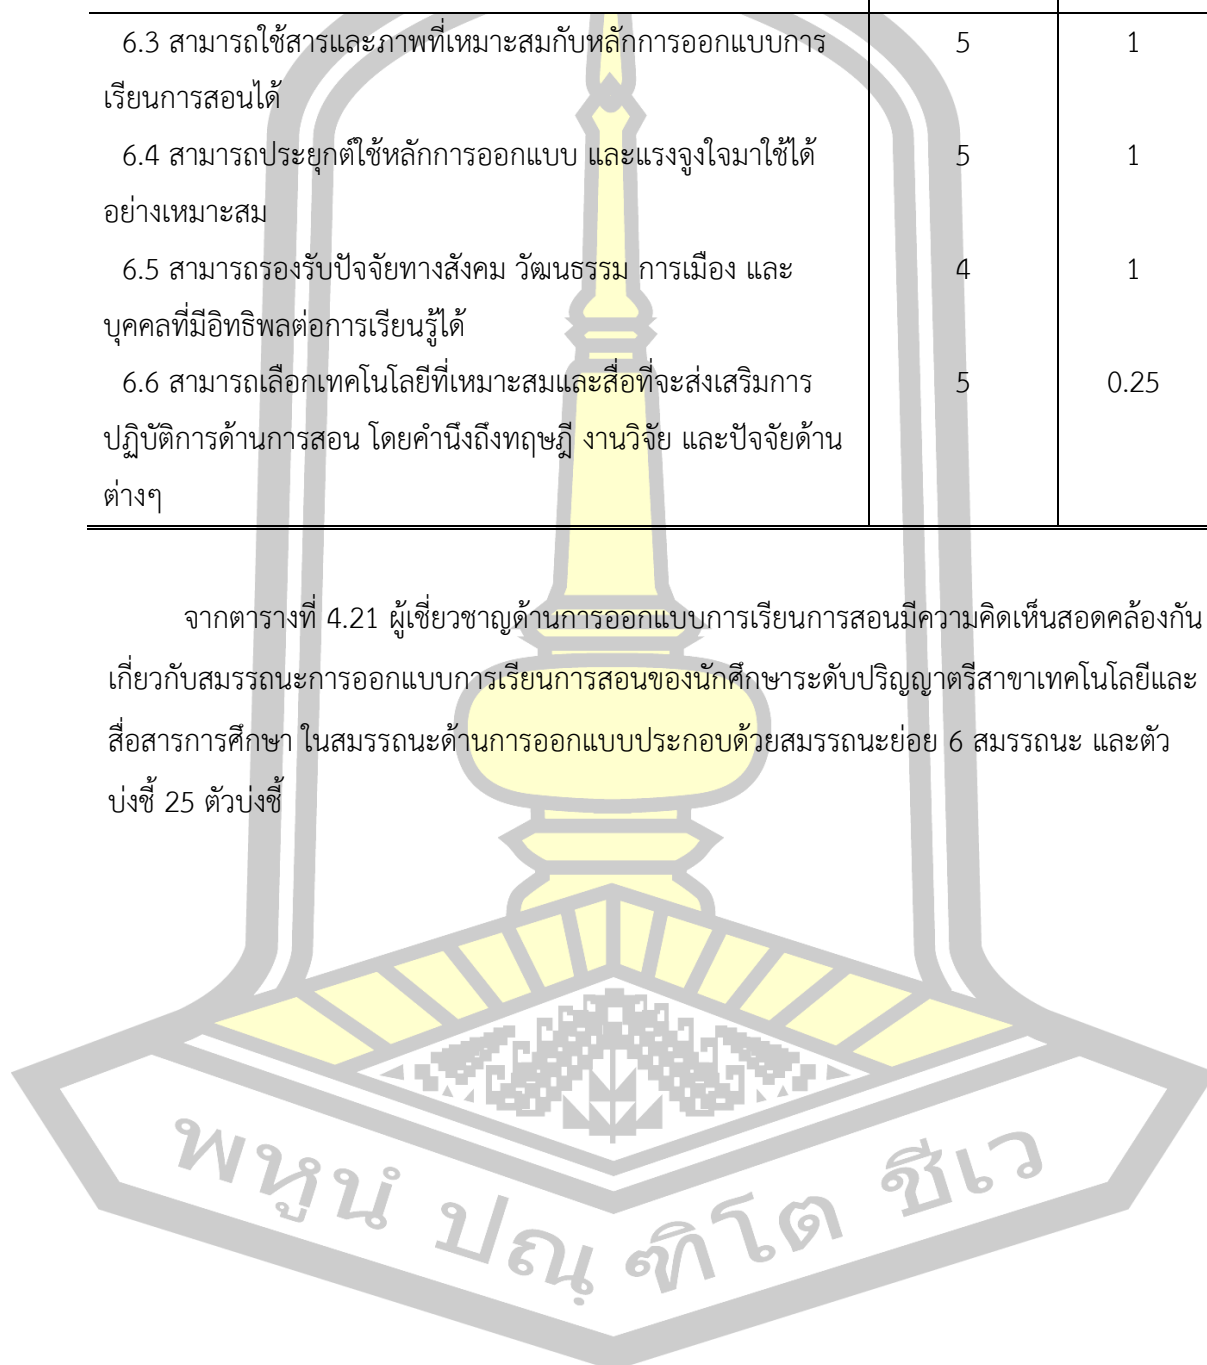 6.3 สามารถใช้สารและภาพที่เหมาะสมกับหลักการออกแบบการ 5 1
เรียนการสอนได้
6.4 สามารถประยุกต์ใช้หลักการออกแบบ และแรงจูงใจมาใช้ได้ 5 1
อย่างเหมาะสม
6.5 สามารถรองรับปัจจัยทางสังคม วัฒนธรรม การเมือง และ 4 1
บุคคลที่มีอิทธิพลต่อการเรียนรู้ได้
6.6 สามารถเลือกเทคโนโลยีที่เหมาะสมและสื่อที่จะส่งเสริมการ 5 0.25
ปฏิบัติการด้านการสอน โดยคำนึงถึงทฤษฎี งานวิจัย และปัจจัยด้าน
ต่างๆ
จากตารางที่ 4.21 ผู้เชี่ยวชาญด้านการออกแบบการเรียนการสอนมีความคิดเห็นสอดคล้องกัน
เกี่ยวกับสมรรถนะการออกแบบการเรียนการสอนของนักศึกษาระดับปริญญาตรีสาขาเทคโนโลยีและ
สื่อสารการศึกษา ในสมรรถนะด้านการออกแบบประกอบด้วยสมรรถนะย่อย 6 สมรรถนะ และตัว
บ่งชี้ 25 ตัวบ่งชี้
พหูนํ ปณฺฑิโต ชีเว